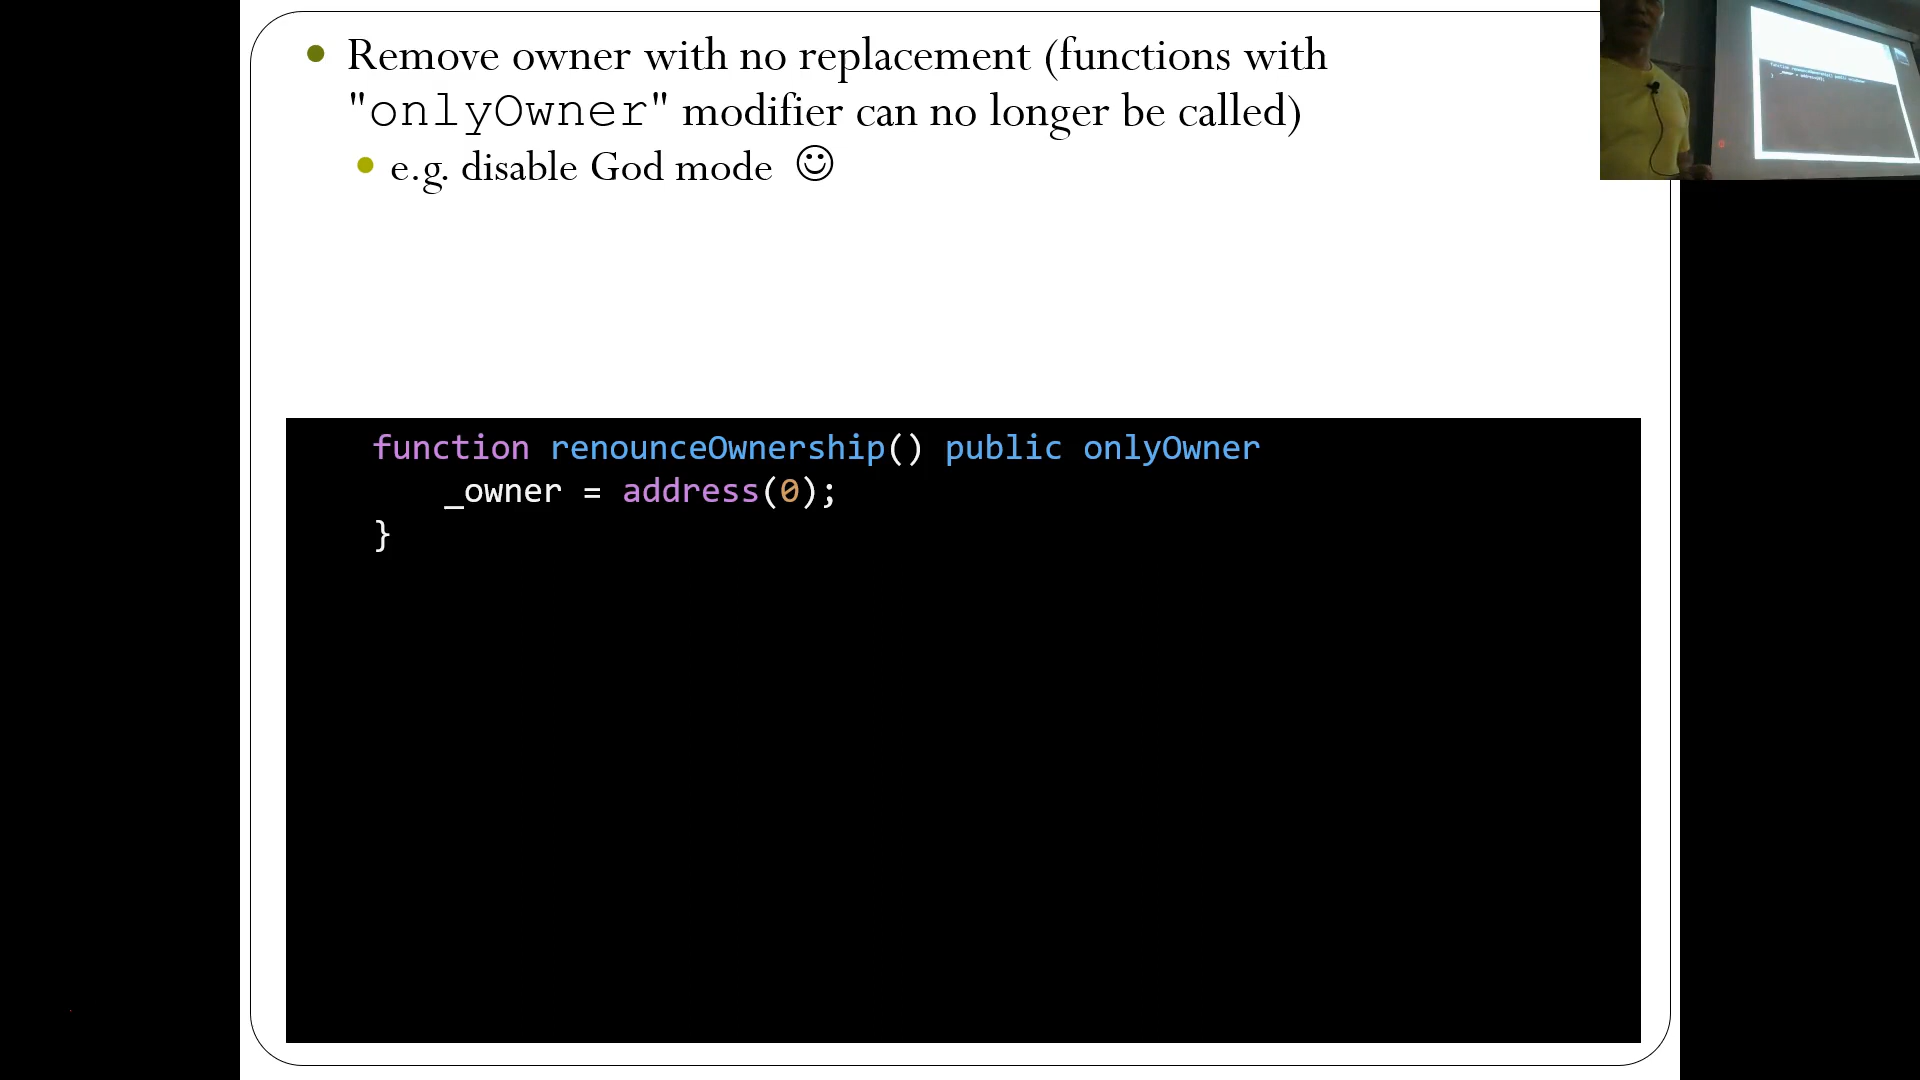 Remove owner with no replacement (functions with
"onlyOwner" modifier can no longer be called)
e.g. disable God mode ☺
function renounceOwnership() public onlyOwner
_owner = address(0);
}